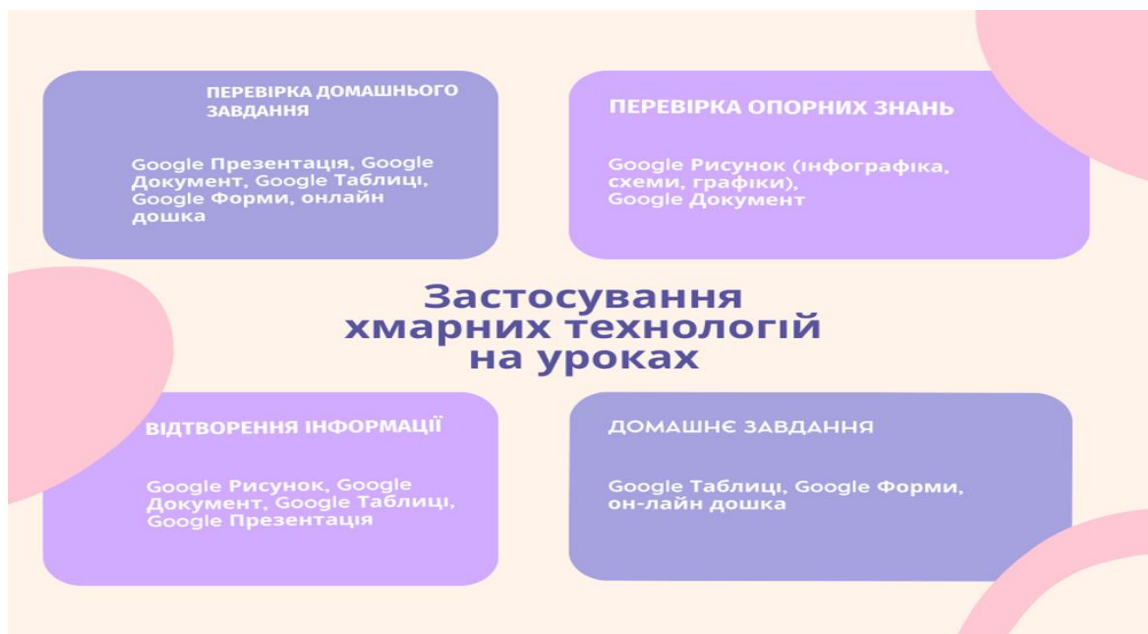 ПЕРЕВІРКА ДОМАШНЬОГО
ЗАВДАННЯ
Google Презентація, Google
Документ, Google Таблиці,
Google Форми, онлайн
дошка
ПЕРЕВІРКА ОПОРНИХ ЗНАНЬ
Google Рисунок (інфографіка,
схеми, графіки),
Google Документ
Застосування
хмарних технологій
на уроках
ВІДТВОРЕННЯ ІНФОРМАЦІЇ
Google Рисунок, Google
Документ, Google Таблиці,
Google Презентація
ДОМАШНЄ ЗАВДАННЯ
Google Таблиці, Google Форми,
он-лайн дошка